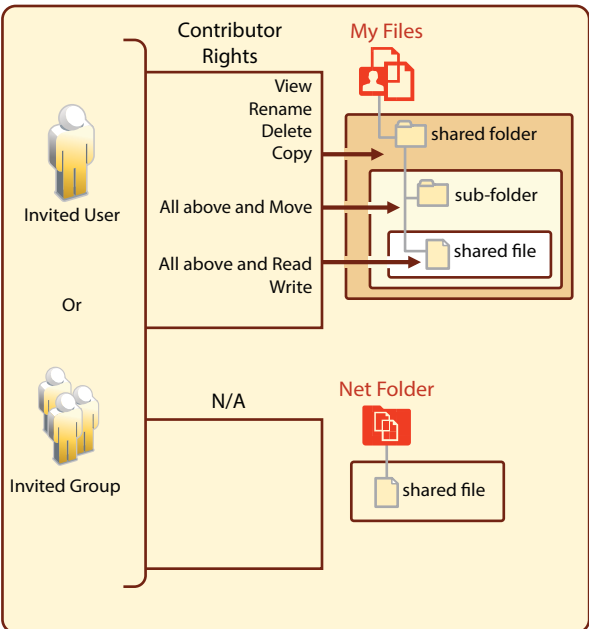 Contributor
Rights
My Files
View
Rename
Delete
Copy
shared folder
Invited User
All above and Move
sub-folder
All above and Read
Write
shared file
Or
N/A
Net Folder
Invited Group
shared file